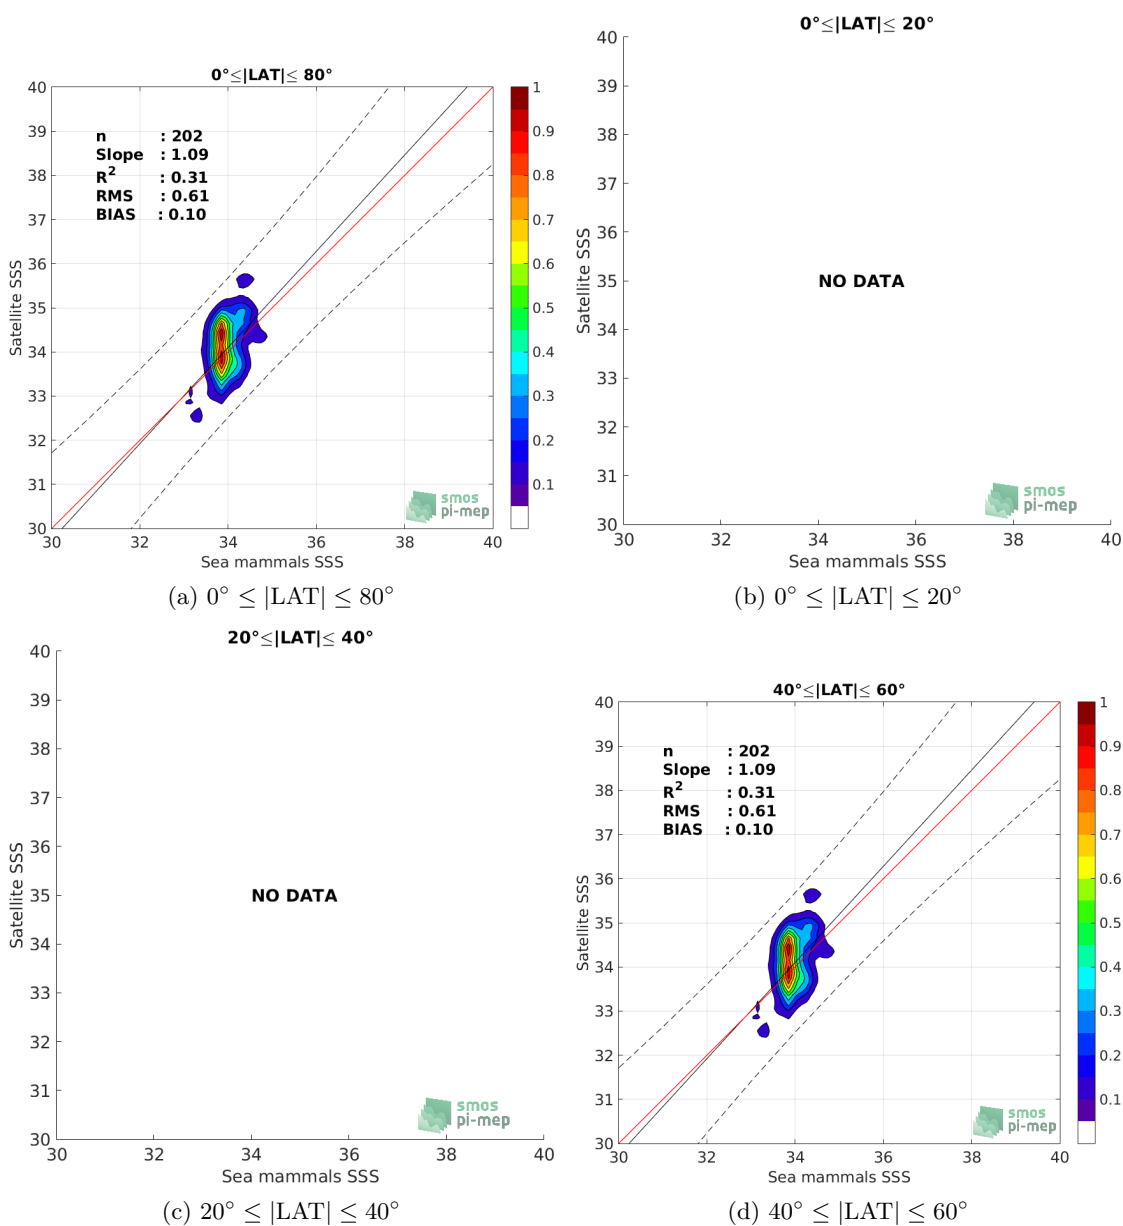 0°≤|LAT|≤ 80°
40
39
38
37
36
35
34
33
32
31
30
Satellite SSS
n : 202
Slope : 1.09
R² : 0.31
RMS : 0.61
BIAS : 0.10
1
0.9
0.8
0.7
0.6
0.5
0.4
0.3
0.2
0.1
smos
pi-mep
30 32 34 36 38 40
Sea mammals SSS
(a) 0° ≤ |LAT| ≤ 80°
0°≤|LAT|≤ 20°
40
39
38
37
36
35
34
33
32
31
30
Satellite SSS
NO DATA
smos
pi-mep
30 32 34 36 38 40
Sea mammals SSS
(b) 0° ≤ |LAT| ≤ 20°
20°≤|LAT|≤ 40°
40
39
38
37
36
35
34
33
32
31
30
Satellite SSS
NO DATA
smos
pi-mep
30 32 34 36 38 40
Sea mammals SSS
(c) 20° ≤ |LAT| ≤ 40°
40°≤|LAT|≤ 60°
40
39
38
37
36
35
34
33
32
31
30
Satellite SSS
n : 202
Slope : 1.09
R² : 0.31
RMS : 0.61
BIAS : 0.10
1
0.9
0.8
0.7
0.6
0.5
0.4
0.3
0.2
0.1
smos
pi-mep
30 32 34 36 38 40
Sea mammals SSS
(d) 40° ≤ |LAT| ≤ 60°